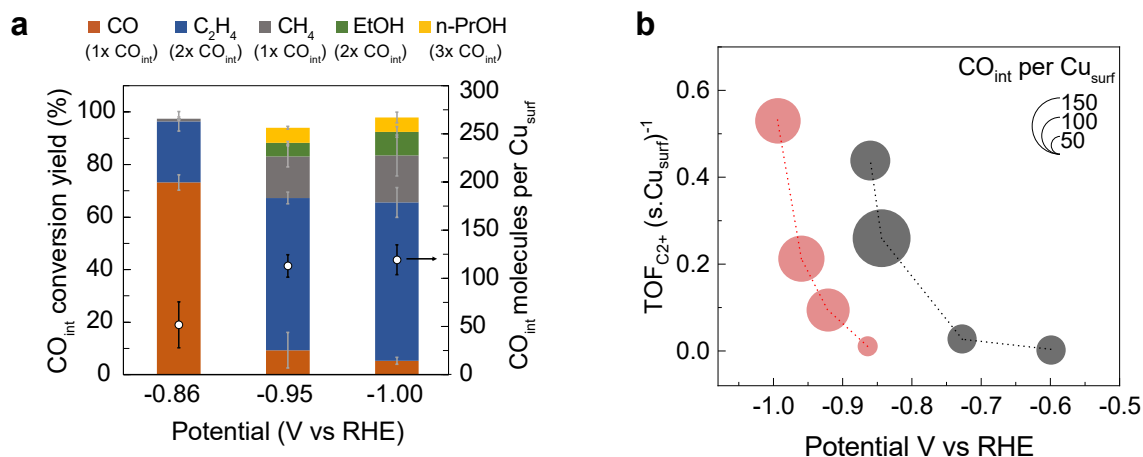 a
CO C₂H₄ CH₄ EtOH n-PrOH
(1x CO_int) (2x CO_int) (1x CO_int) (2x CO_int) (3x CO_int)
CO_int conversion yield (%)
100
80
60
40
20
0
300
250
200
150
100
50
0
CO_int molecules per Cu_surf
-0.86 -0.95 -1.00
Potential (V vs RHE)
b
CO_int per Cu_surf
150
100
50
TOF_C2+ (s.Cu_surf)⁻¹
0.6
0.4
0.2
0.0
-1.0 -0.9 -0.8 -0.7 -0.6 -0.5
Potential V vs RHE